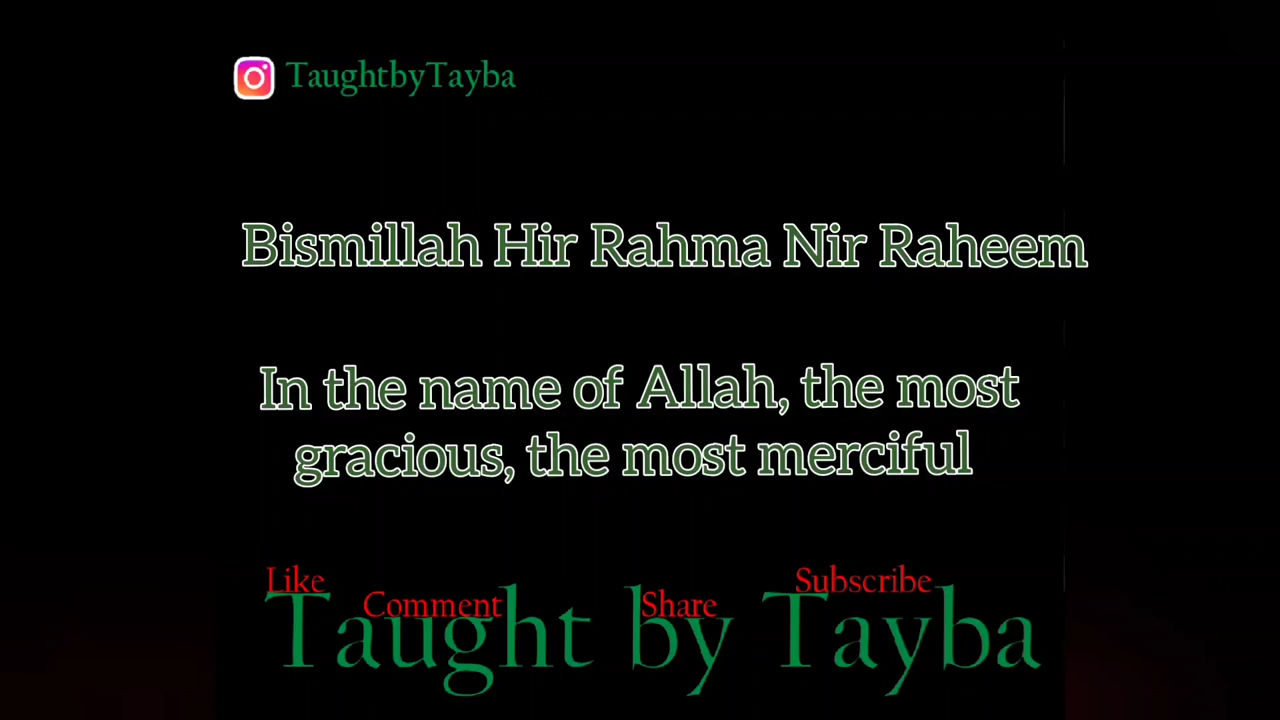 TaughtbyTayba
Bismillah Hir Rahma Nir Raheem
In the name of Allah, the most
gracious, the most merciful
Like
Comment
Share
Subscribe
Taught by Tayba